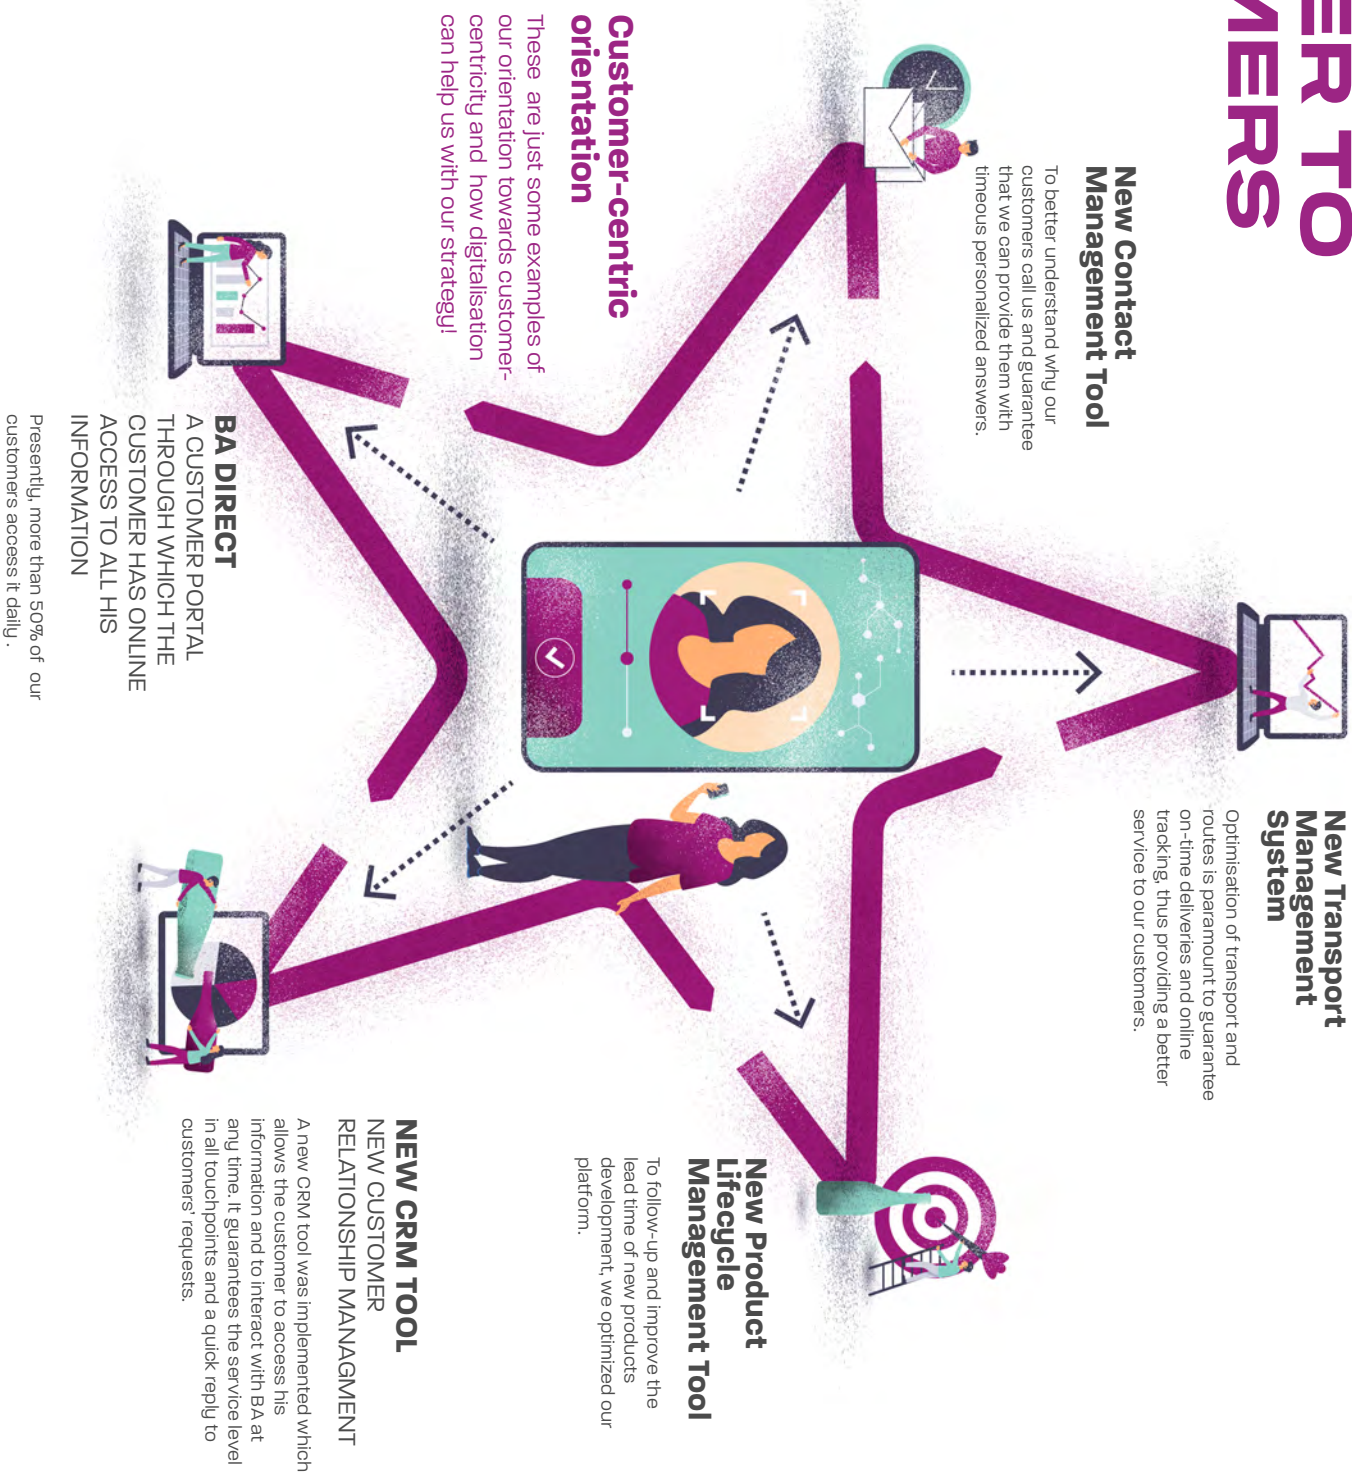 ER TO
MERS
New Contact
Management Tool
To better understand why our
customers call us and guarantee
that we can provide them with
timeous personalized answers.
New Transport
Management
System
Optimisation of transport and
routes is paramount to guarantee
on-time deliveries and online
tracking, thus providing a better
service to our customers.
Customer-centric
orientation
These are just some examples of
our orientation towards customer-
centricity and how digitalisation
can help us with our strategy!
New Product
Lifecycle
Management Tool
To follow-up and improve the
lead time of new products
development, we optimized our
platform.
BA DIRECT
A CUSTOMER PORTAL
THROUGH WHICH THE
CUSTOMER HAS ONLINE
ACCESS TO ALL HIS
INFORMATION
Presently, more than 50% of our
customers access it daily.
NEW CRM TOOL
NEW CUSTOMER
RELATIONSHIP MANAGMENT
A new CRM tool was implemented which
allows the customer to access his
information and to interact with BA at
any time. It guarantees the service level
in all touchpoints and a quick reply to
customers' requests.